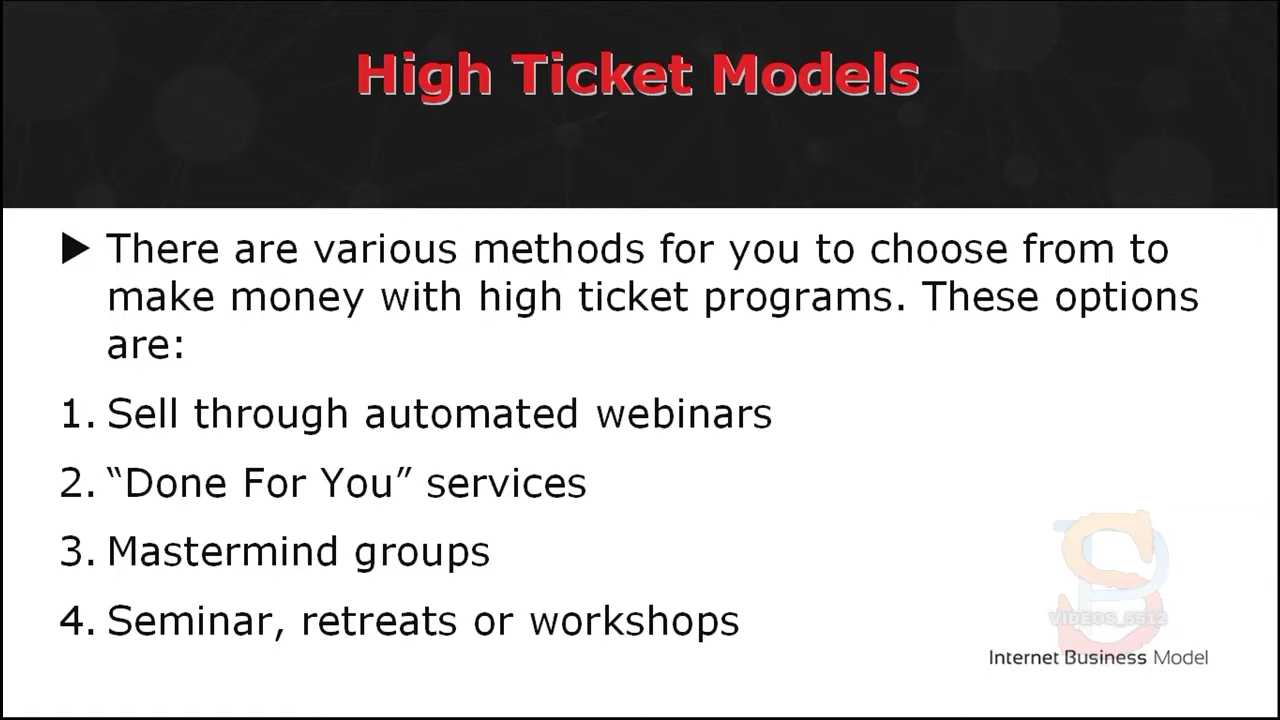 High Ticket Models
▶ There are various methods for you to choose from to
make money with high ticket programs. These options
are:
1. Sell through automated webinars
2. “Done For You” services
3. Mastermind groups
4. Seminar, retreats or workshops
VIDEOS_5512
Internet Business Model